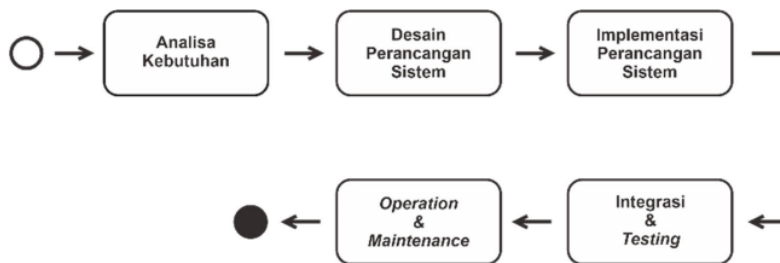 Analisa
Kebutuhan
Desain
Perancangan
Sistem
Implementasi
Perancangan
Sistem
Integrasi
&
Testing
Operation
&
Maintenance